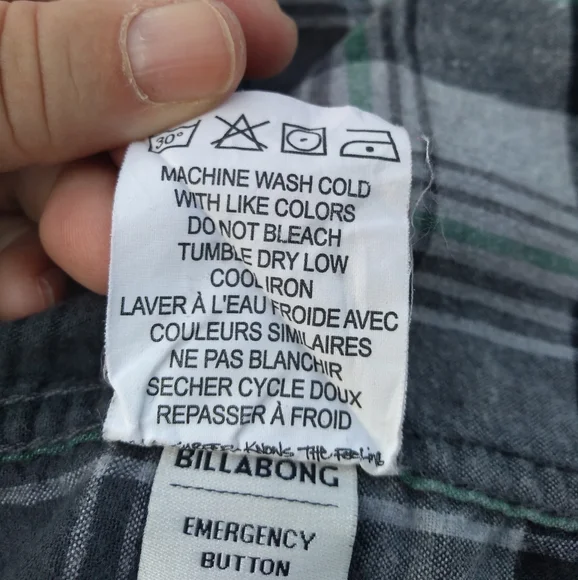 30°
MACHINE WASH COLD
WITH LIKE COLORS
DO NOT BLEACH
TUMBLE DRY LOW
COOL IRON
LAVER À L'EAU FROIDE AVEC
COULEURS SIMILAIRES
NE PAS BLANCHIR
SECHER CYCLE DOUX
REPASSER À FROID
SURFER KNOWS THE FEELING
BILLABONG
EMERGENCY
BUTTON